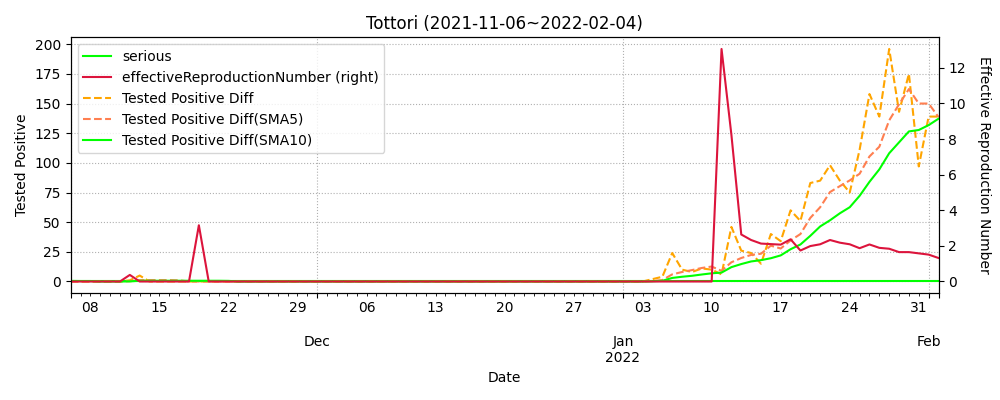 Tottori (2021-11-06~2022-02-04)
serious
effectiveReproductionNumber (right)
Tested Positive Diff
Tested Positive Diff(SMA5)
Tested Positive Diff(SMA10)
Tested Positive
200
175
150
125
100
75
50
25
0
Effective Reproduction Number
12
10
8
6
4
2
0
08 15 22 29 06 13 20 27 03 10 17 24 31
Dec Jan Feb
2022
Date